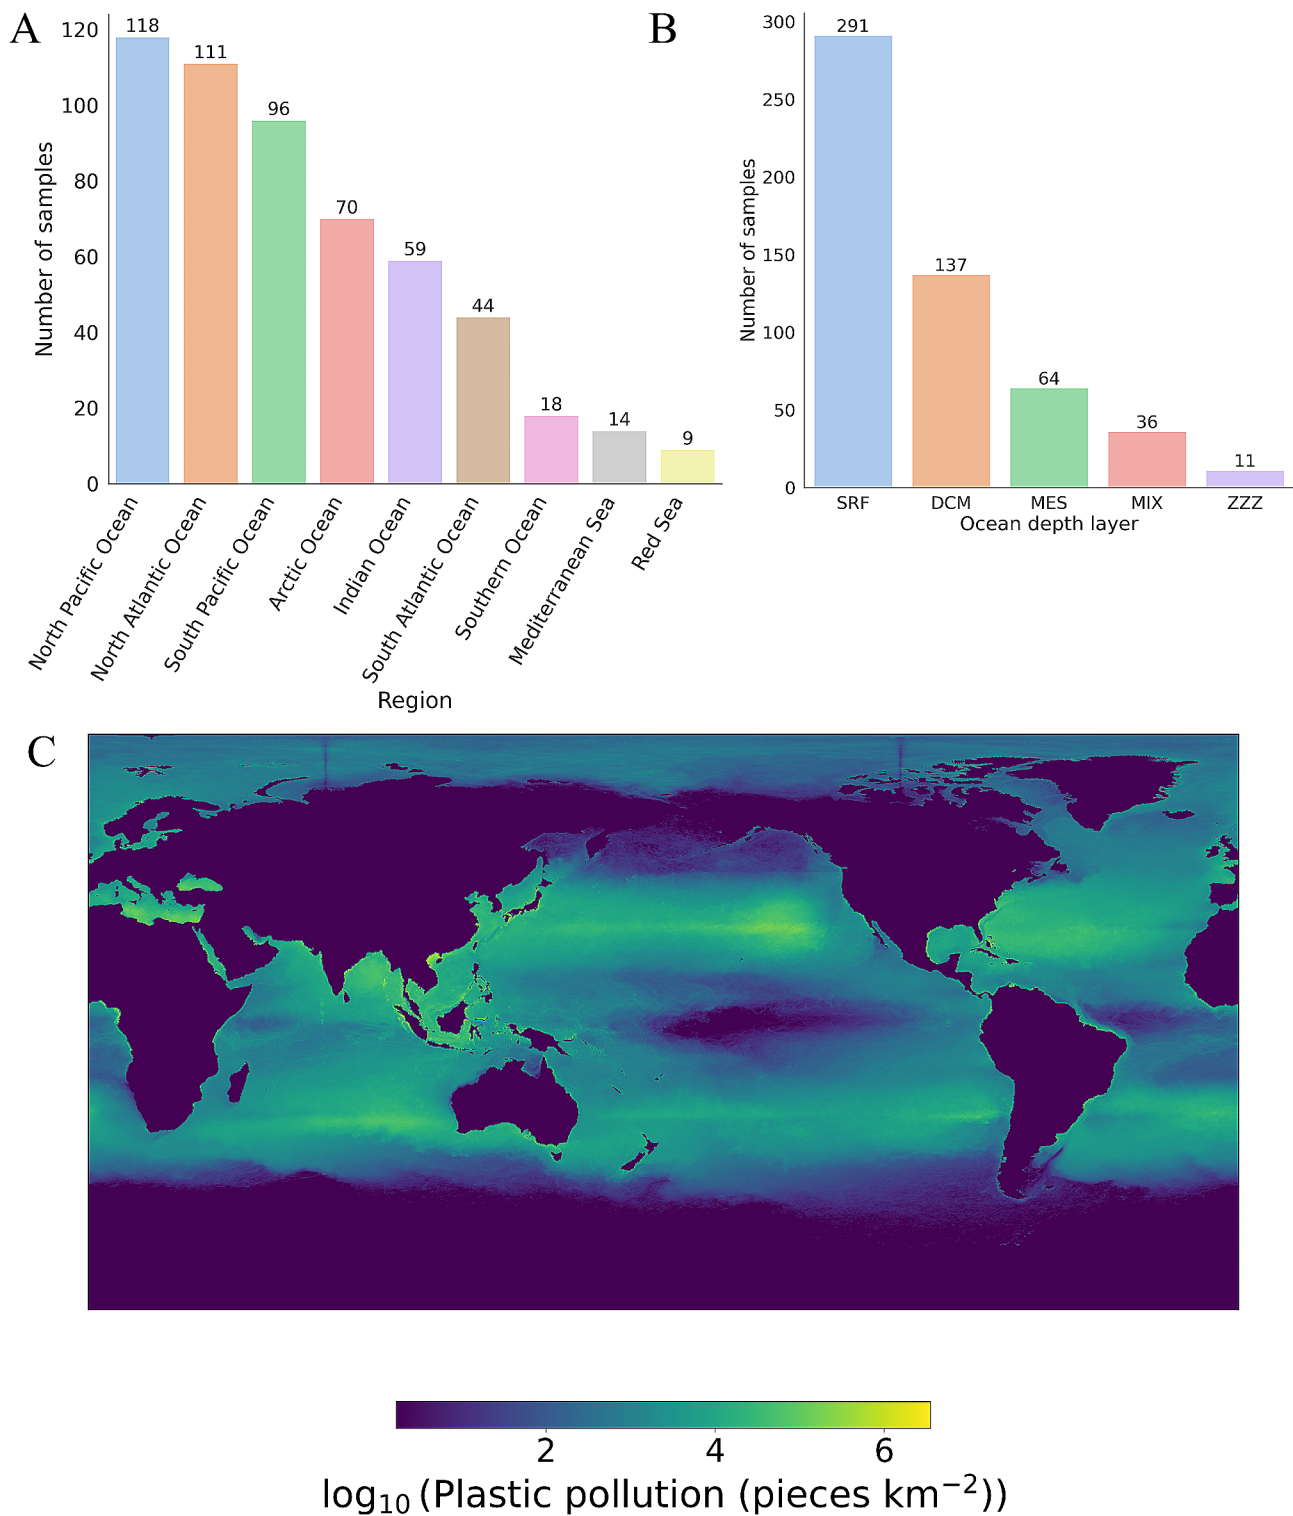 A
118
111
96
70
59
44
18
14
9
120
100
80
60
40
20
0
Number of samples
North Pacific Ocean
North Atlantic Ocean
South Pacific Ocean
Arctic Ocean
Indian Ocean
South Atlantic Ocean
Southern Ocean
Mediterranean Sea
Red Sea
Region
B
291
137
64
36
11
300
250
200
150
100
50
0
Number of samples
SRF DCM MES MIX ZZZ
Ocean depth layer
C
2 4 6
log₁₀ (Plastic pollution (pieces km⁻²))